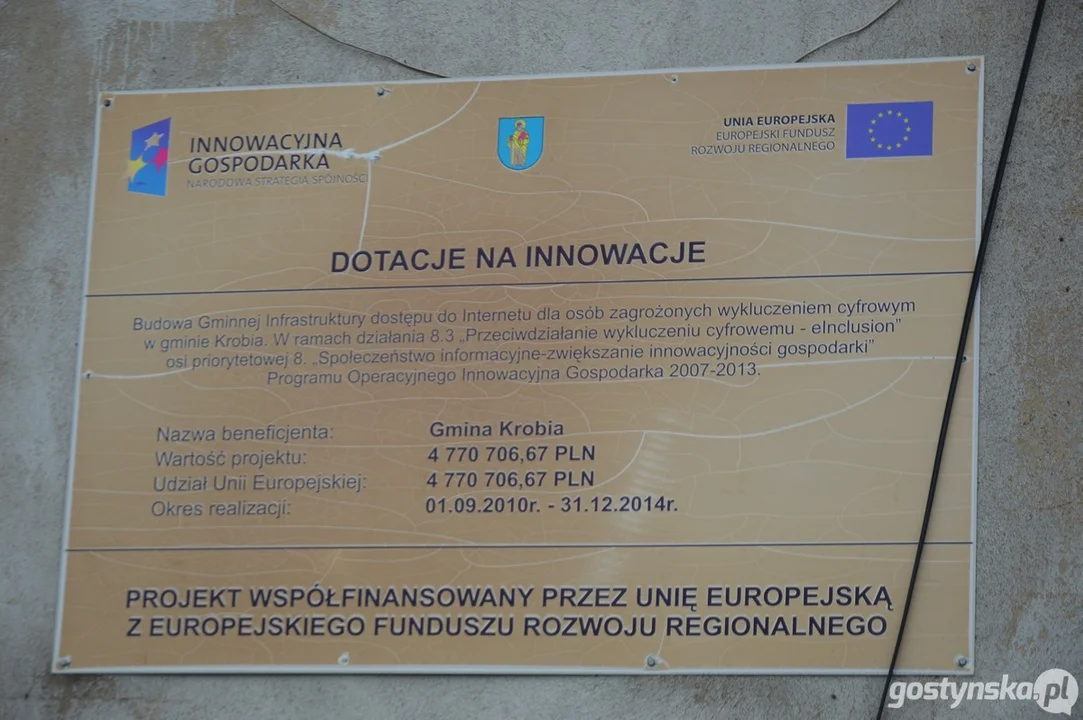 INNOWACYJNA
GOSPODARKA
NARODOWA STRATEGIA SPÓJNOŚCI
UNIA EUROPEJSKA
EUROPEJSKI FUNDUSZ
ROZWOJU REGIONALNEGO
DOTACJE NA INNOWACJE
Budowa Gminnej Infrastruktury dostępu do Internetu dla osób zagrożonych wykluczeniem cyfrowym
w gminie Krobia. W ramach działania 8.3 „Przeciwdziałanie wykluczeniu cyfrowemu - eInclusion”
osi priorytetowej 8. „Społeczeństwo informacyjne-zwiększanie innowacyjności gospodarki”
Programu Operacyjnego Innowacyjna Gospodarka 2007-2013.
Nazwa beneficjenta: Gmina Krobia
Wartość projektu: 4 770 706,67 PLN
Udział Unii Europejskiej: 4 770 706,67 PLN
Okres realizacji: 01.09.2010r. - 31.12.2014r.
PROJEKT WSPÓŁFINANSOWANY PRZEZ UNIĘ EUROPEJSKĄ
Z EUROPEJSKIEGO FUNDUSZU ROZWOJU REGIONALNEGO
gostynska.pl